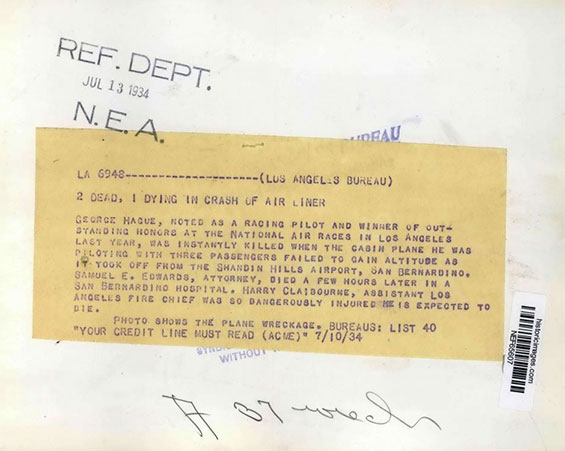 REF. DEPT.
JUL 13 1934
N.E.A.
BUREAU
LA 6948---------------------(LOS ANGELES BUREAU)
2 DEAD, 1 DYING IN CRASH OF AIR LINER
GEORGE HAGUE, NOTED AS A RACING PILOT AND WINNER OF OUT-
STANDING HONORS AT THE NATIONAL AIR RACES IN LOS ANGELES
LAST YEAR, WAS INSTANTLY KILLED WHEN THE CABIN PLANE HE WAS
PILOTING WITH THREE PASSENGERS FAILED TO GAIN ALTITUDE AS
IT TOOK OFF FROM THE SHANDIN HILLS AIRPORT, SAN BERNARDINO.
SAMUEL E. EDWARDS, ATTORNEY, DIED A FEW HOURS LATER IN A
SAN BERNARDINO HOSPITAL. HARRY CLAIBOURNE, ASSISTANT LOS
ANGELES FIRE CHIEF WAS SO DANGEROUSLY INJURED HE IS EXPECTED TO
DIE.
PHOTO SHOWS THE PLANE WRECKAGE. BUREAUS: LIST 40
"YOUR CREDIT LINE MUST READ (ACME)" 7/10/34
WITHOUT
historicimages.com
NEF65607